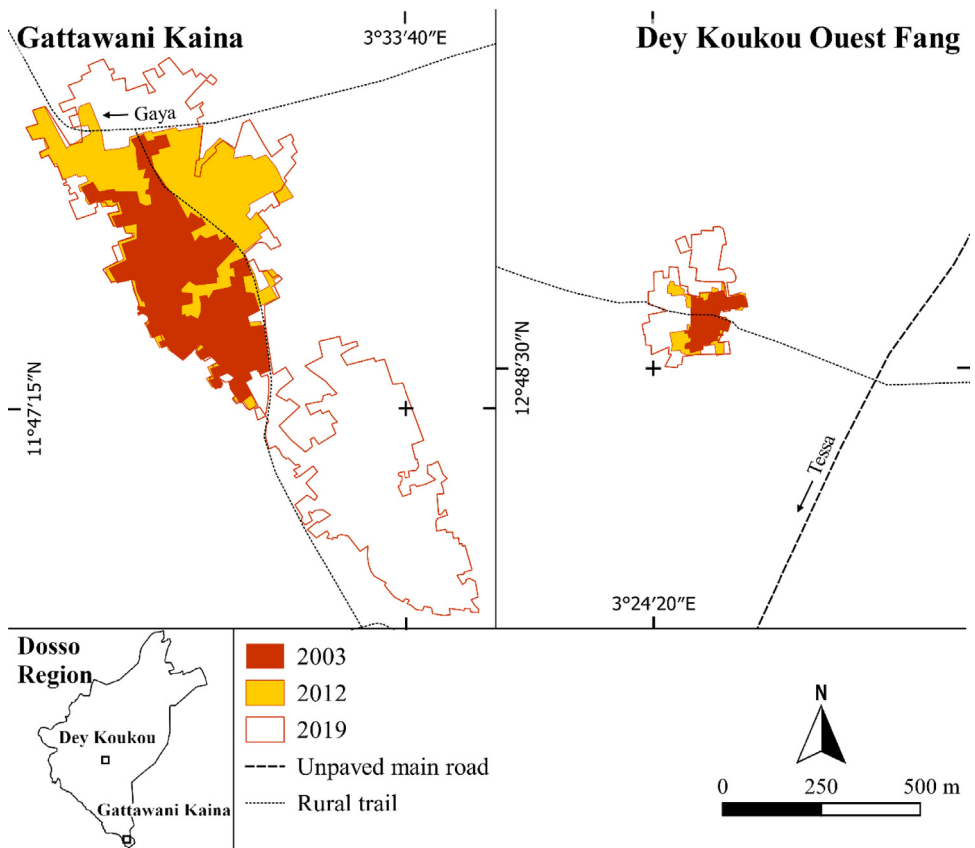 Gattawani Kaina
3°33′40″E
Gaya
11°47′15″N
Dey Koukou Ouest Fang
12°48′30″N
Tessa
3°24′20″E
Dosso
Region
Dey Koukou
Gattawani Kaina
2003
2012
2019
Unpaved main road
Rural trail
N
0 250 500 m